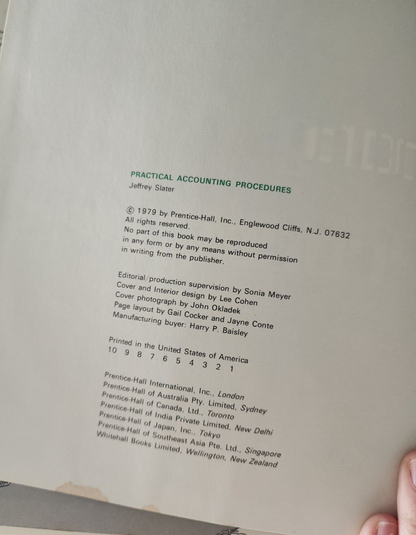 PRACTICAL ACCOUNTING PROCEDURES
Jeffrey Slater
© 1979 by Prentice-Hall, Inc., Englewood Cliffs, N.J. 07632
All rights reserved.
No part of this book may be reproduced
in any form or by any means without permission
in writing from the publisher.
Editorial/production supervision by Sonia Meyer
Cover and Interior design by Lee Cohen
Cover photograph by John Okladek
Page layout by Gail Cocker and Jayne Conte
Manufacturing buyer: Harry P. Baisley
Printed in the United States of America
10 9 8 7 6 5 4 3 2 1
Prentice-Hall International, Inc., London
Prentice-Hall of Australia Pty. Limited, Sydney
Prentice-Hall of Canada, Ltd., Toronto
Prentice-Hall of India Private Limited, New Delhi
Prentice-Hall of Japan, Inc., Tokyo
Prentice-Hall of Southeast Asia Pte. Ltd., Singapore
Whitehall Books Limited, Wellington, New Zealand